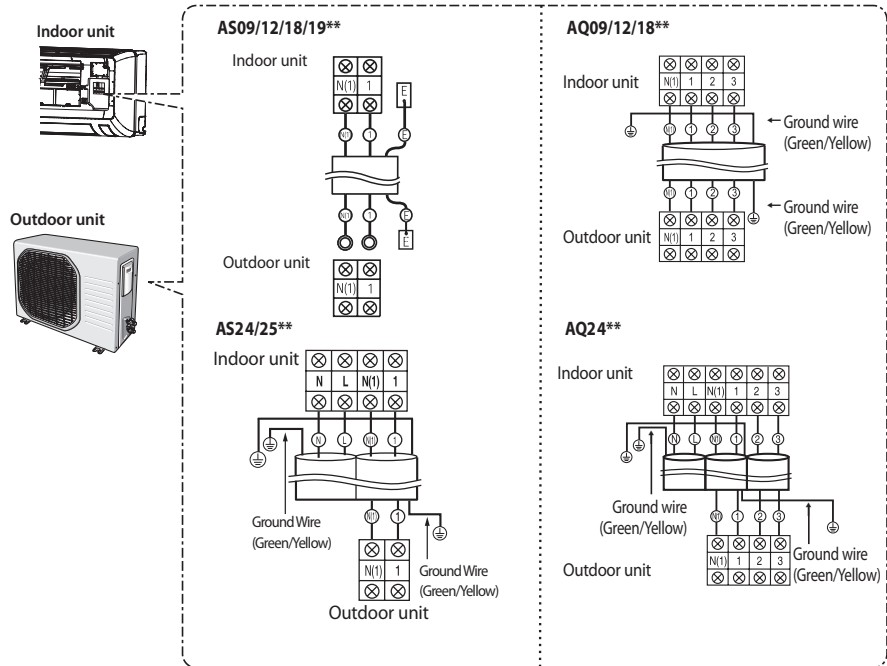 Indoor unit
Outdoor unit
AS09/12/18/19**
Indoor unit
N(1) 1
E
N(1) 1 E
N(1) 1 E
E
Outdoor unit
N(1) 1
AS24/25**
Indoor unit
N L N(1) 1
N L N(1) 1
Ground Wire
(Green/Yellow)
N(1) 1
N(1) 1
Ground Wire
(Green/Yellow)
Outdoor unit
AQ09/12/18**
Indoor unit
N(1) 1 2 3
N(1) 1 2 3
Ground wire
(Green/Yellow)
N(1) 1 2 3
Ground wire
(Green/Yellow)
Outdoor unit
N(1) 1 2 3
AQ24**
Indoor unit
N L N(1) 1 2 3
N L N(1) 1 2 3
Ground wire
(Green/Yellow)
N(1) 1 2 3
Ground wire
(Green/Yellow)
Outdoor unit
N(1) 1 2 3